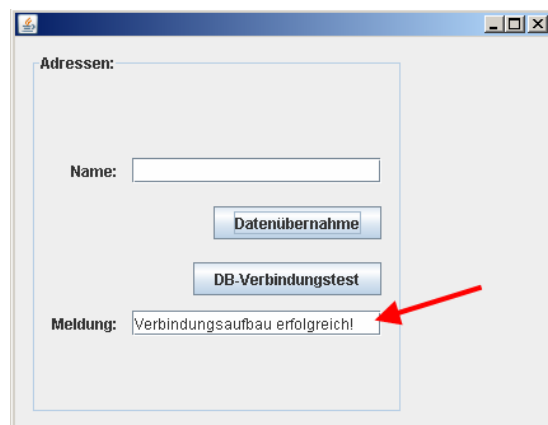 Adressen:
Name:
Datenübernahme
DB-Verbindungstest
Meldung: Verbindungsaufbau erfolgreich!